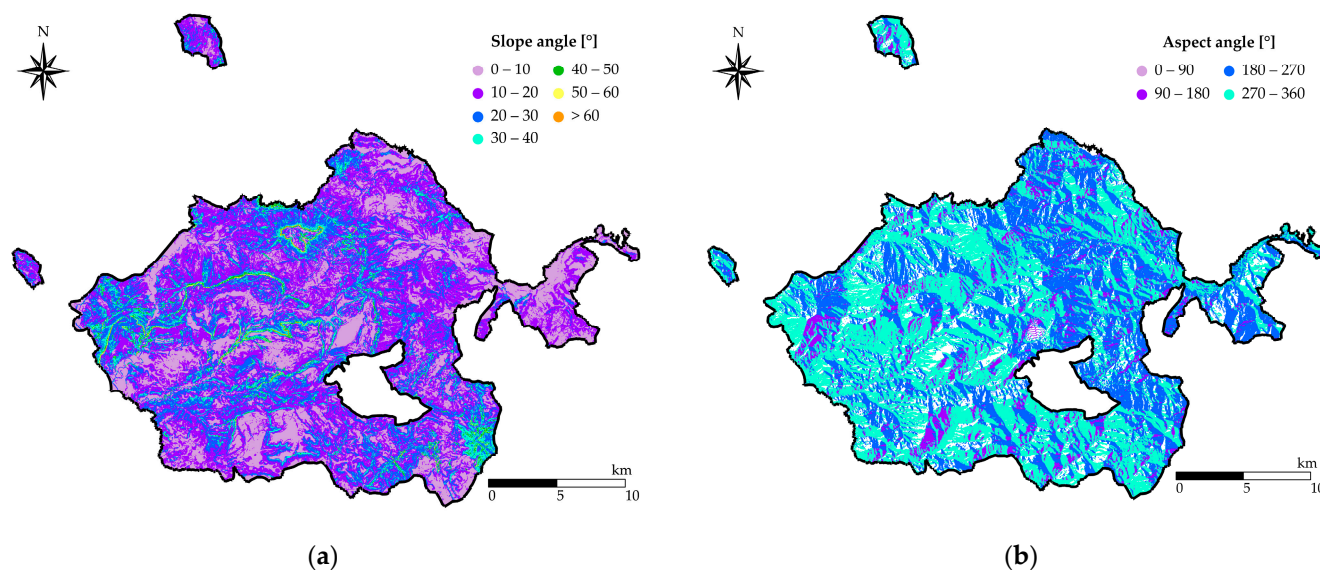 N
Slope angle [°]
0 – 10
40 – 50
10 – 20
50 – 60
20 – 30
> 60
30 – 40
km
0
5
10
(a)
N
Aspect angle [°]
0 – 90
180 – 270
90 – 180
270 – 360
km
0
5
10
(b)